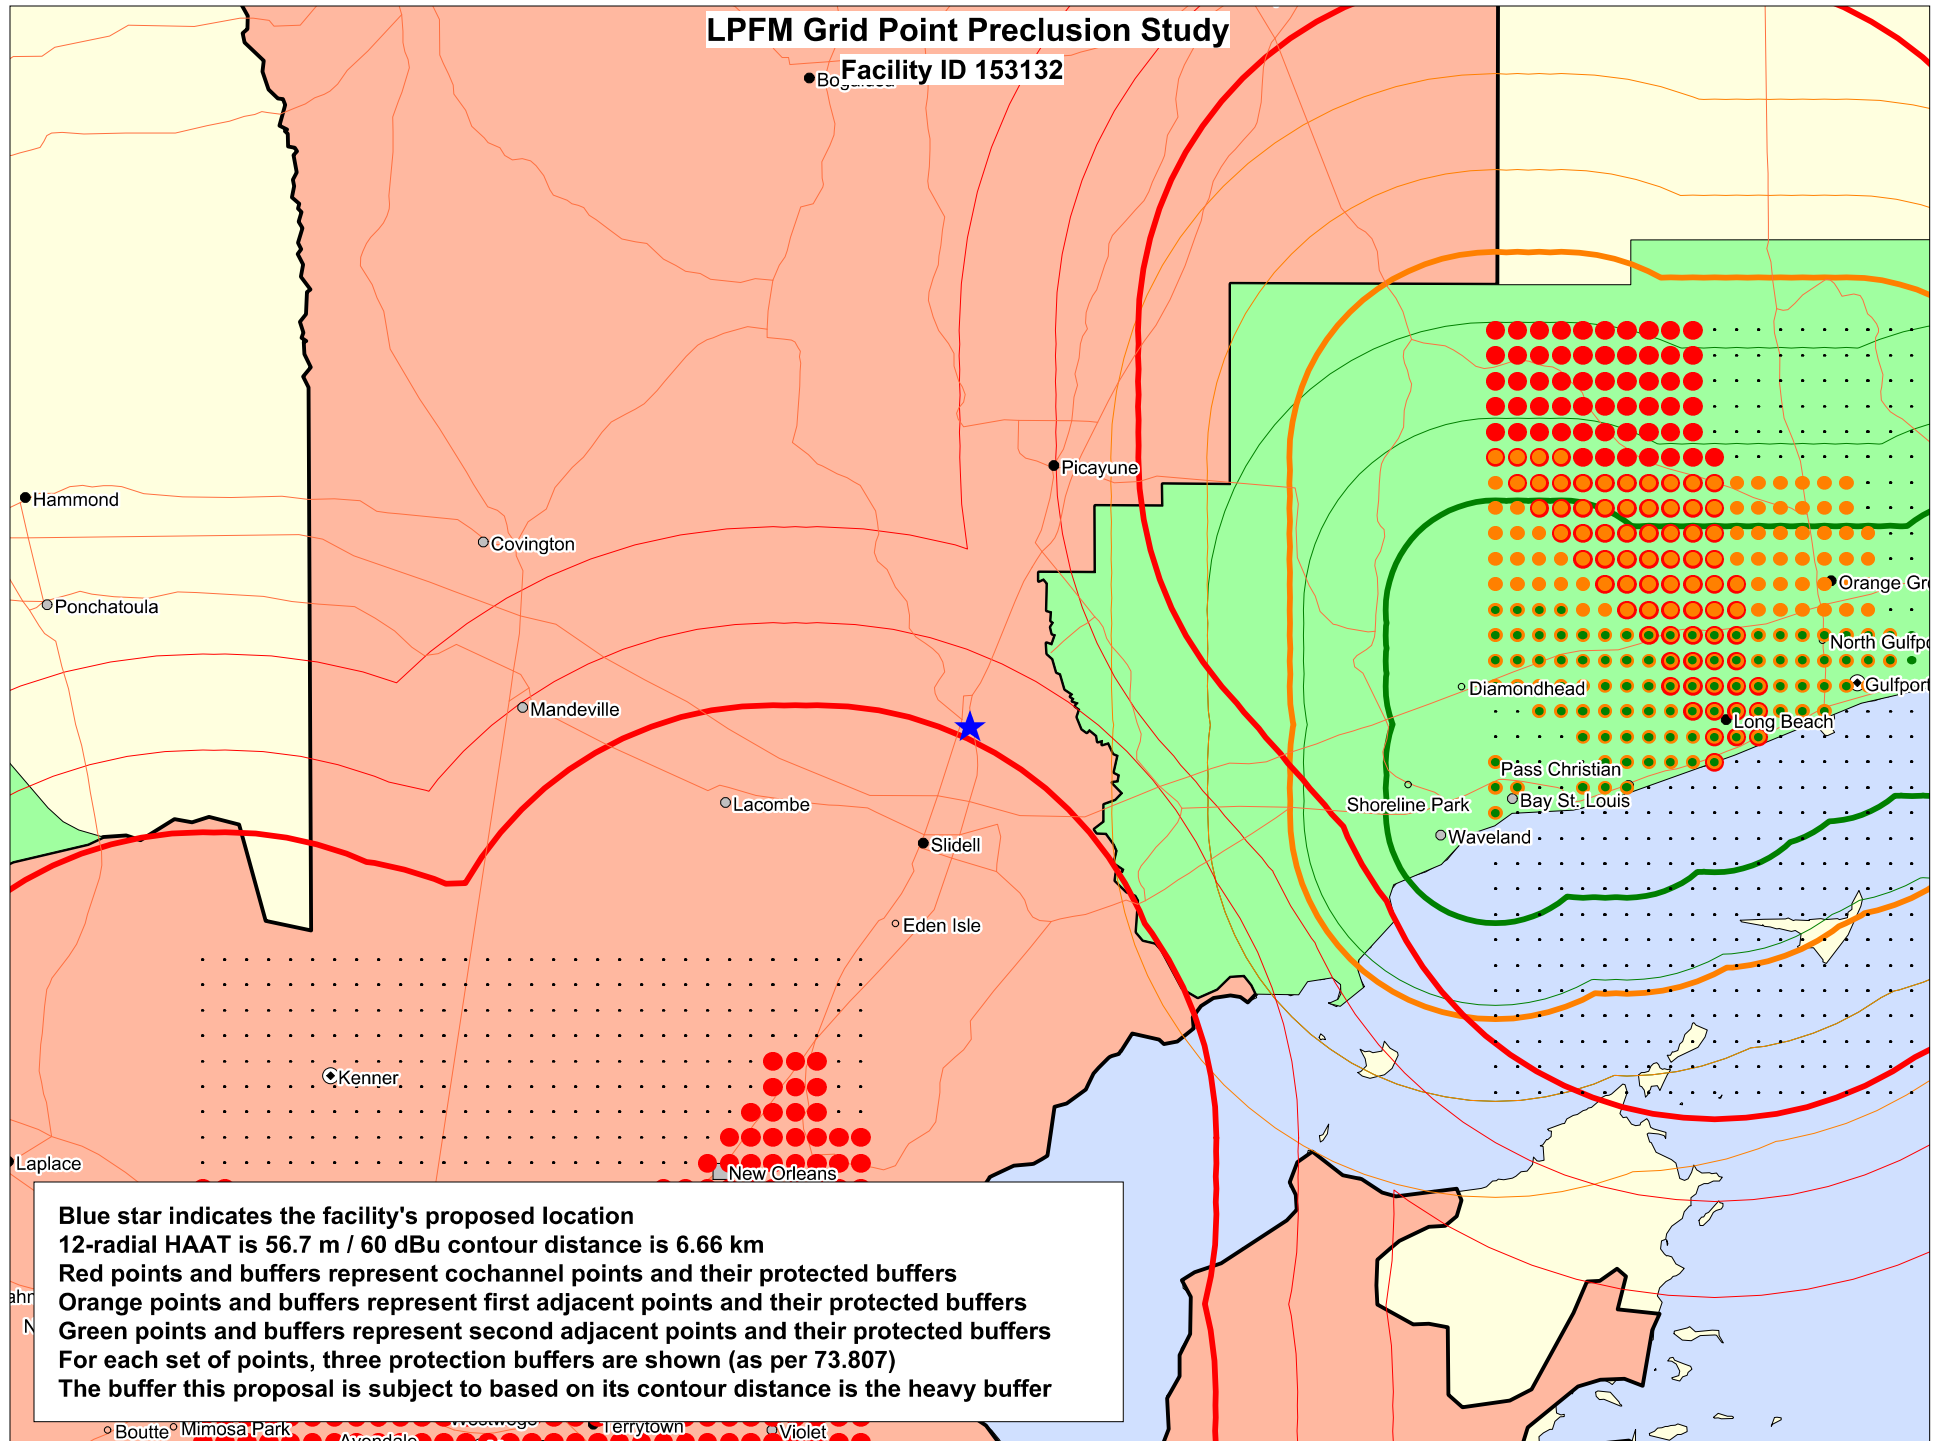 LPFM Grid Point Preclusion Study
Facility ID 153132
Picayune
Hammond
Covington
Orange Gr
Ponchatoula
North Gulfpo
Gulfport
Diamondhead
Mandeville
Long Beach
Pass Christian
Lacombe
Shoreline Park
Bay St. Louis
Waveland
Slidell
Eden Isle
Kenner
Laplace
New Orleans
Blue star indicates the facility's proposed location
12-radial HAAT is 56.7 m / 60 dBu contour distance is 6.66 km
Red points and buffers represent cochannel points and their protected buffers
Orange points and buffers represent first adjacent points and their protected buffers
Green points and buffers represent second adjacent points and their protected buffers
For each set of points, three protection buffers are shown (as per 73.807)
The buffer this proposal is subject to based on its contour distance is the heavy buffer
Terrytown
Boutte
Mimosa Park
Violet